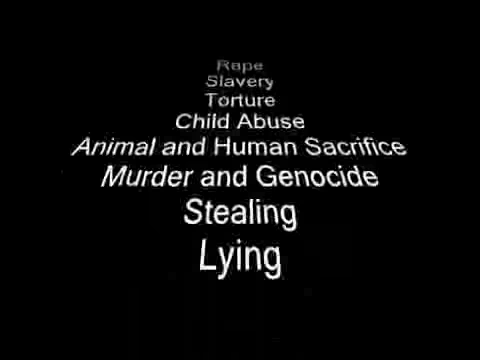 Rape
Slavery
Torture
Child Abuse
Animal and Human Sacrifice
Murder and Genocide
Stealing
Lying